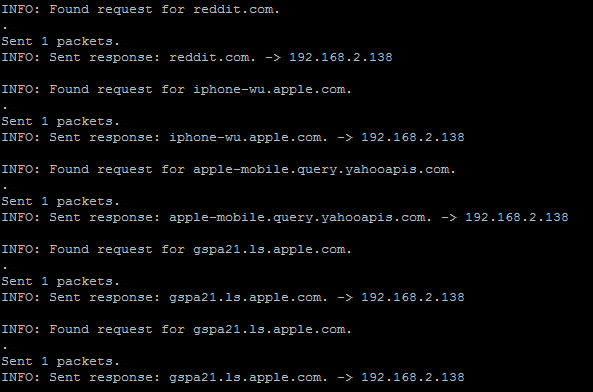 INFO: Found request for reddit.com.
.
Sent 1 packets.
INFO: Sent response: reddit.com. -> 192.168.2.138
INFO: Found request for iphone-wu.apple.com.
.
Sent 1 packets.
INFO: Sent response: iphone-wu.apple.com. -> 192.168.2.138
INFO: Found request for apple-mobile.query.yahooapis.com.
.
Sent 1 packets.
INFO: Sent response: apple-mobile.query.yahooapis.com. -> 192.168.2.138
INFO: Found request for gspa21.ls.apple.com.
.
Sent 1 packets.
INFO: Sent response: gspa21.ls.apple.com. -> 192.168.2.138
INFO: Found request for gspa21.ls.apple.com.
.
Sent 1 packets.
INFO: Sent response: gspa21.ls.apple.com. -> 192.168.2.138